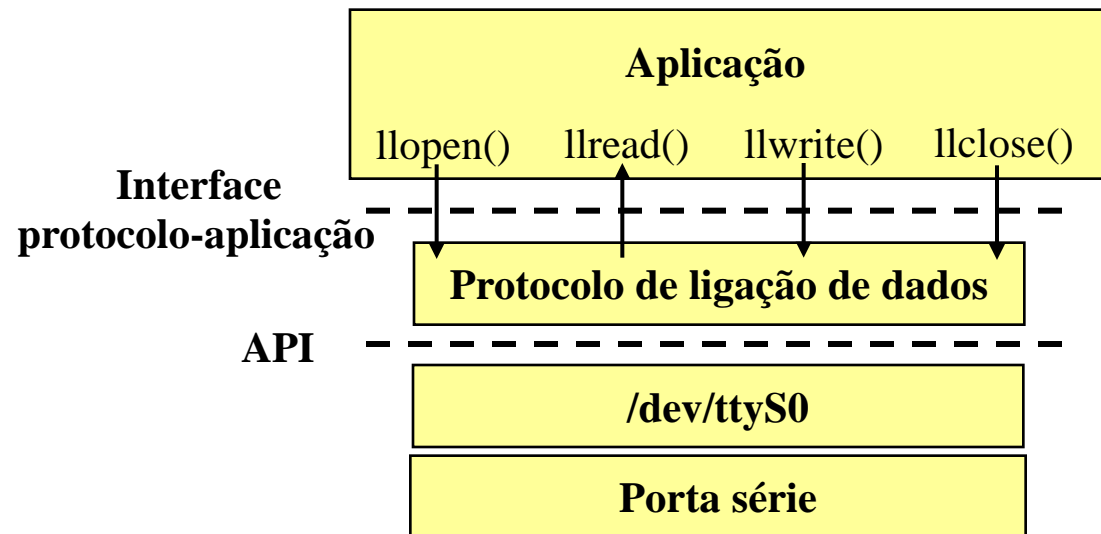 Aplicação
llopen() llread() llwrite() llclose()
Interface
protocolo-aplicação
Protocolo de ligação de dados
API
/dev/ttyS0
Porta série